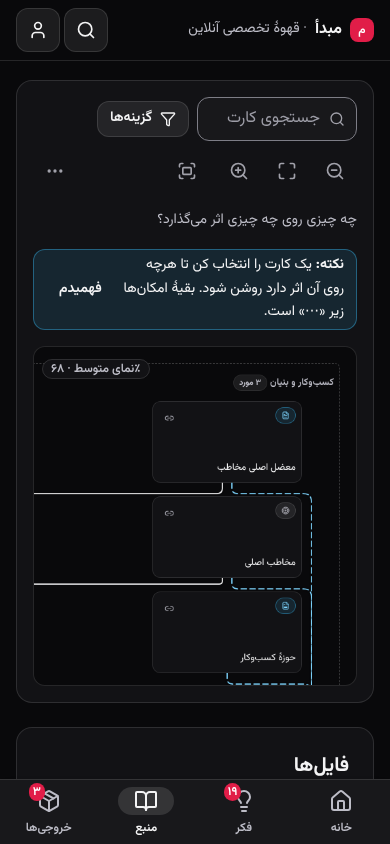 م مبدأ · قهوهٔ تخصصی آنلاین
جستجوی کارت
گزینه‌ها
چه چیزی روی چه چیزی اثر می‌گذارد؟
نکته: یک کارت را انتخاب کن تا هرچه
روی آن اثر دارد روشن شود. بقیهٔ امکان‌ها
زیر «···» است.
فهمیدم
نمای متوسط · ۶۸٪
کسب‌وکار و بنیان ۳ مورد
معضل اصلی مخاطب
مخاطب اصلی
حوزهٔ کسب‌وکار
فایل‌ها
خانه
۱۹
فکر
منبع
۳
خروجی‌ها